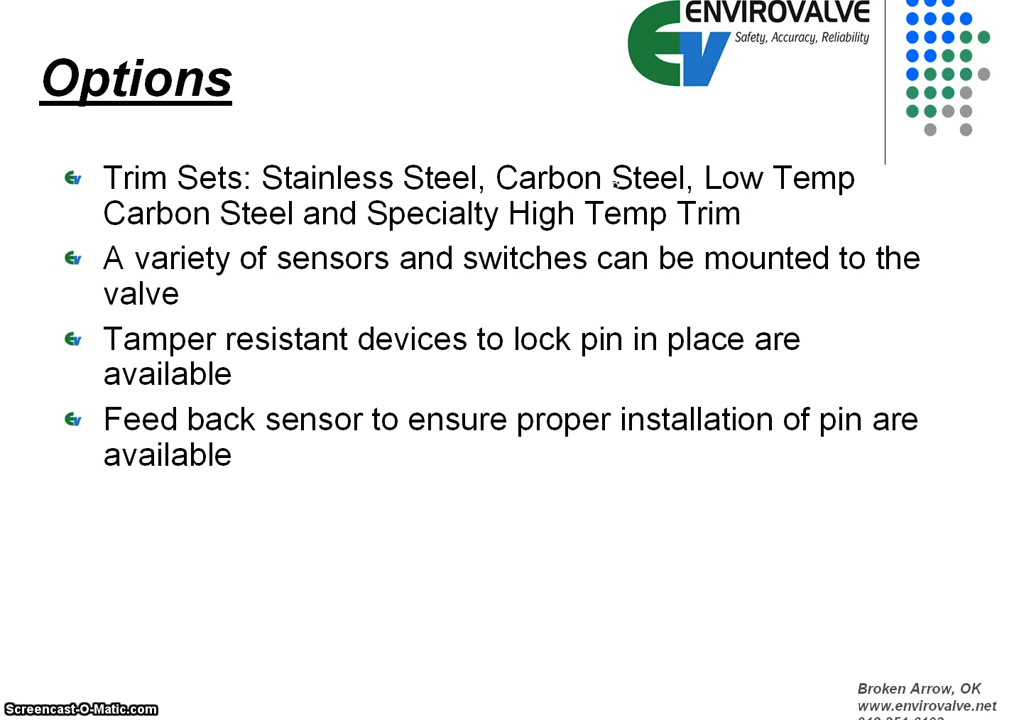 ENVIROVALVE
Safety, Accuracy, Reliability
Options
Trim Sets: Stainless Steel, Carbon Steel, Low Temp
Carbon Steel and Specialty High Temp Trim
A variety of sensors and switches can be mounted to the
valve
Tamper resistant devices to lock pin in place are
available
Feed back sensor to ensure proper installation of pin are
available
Broken Arrow, OK
www.envirovalve.net
Screencast-O-Matic.com